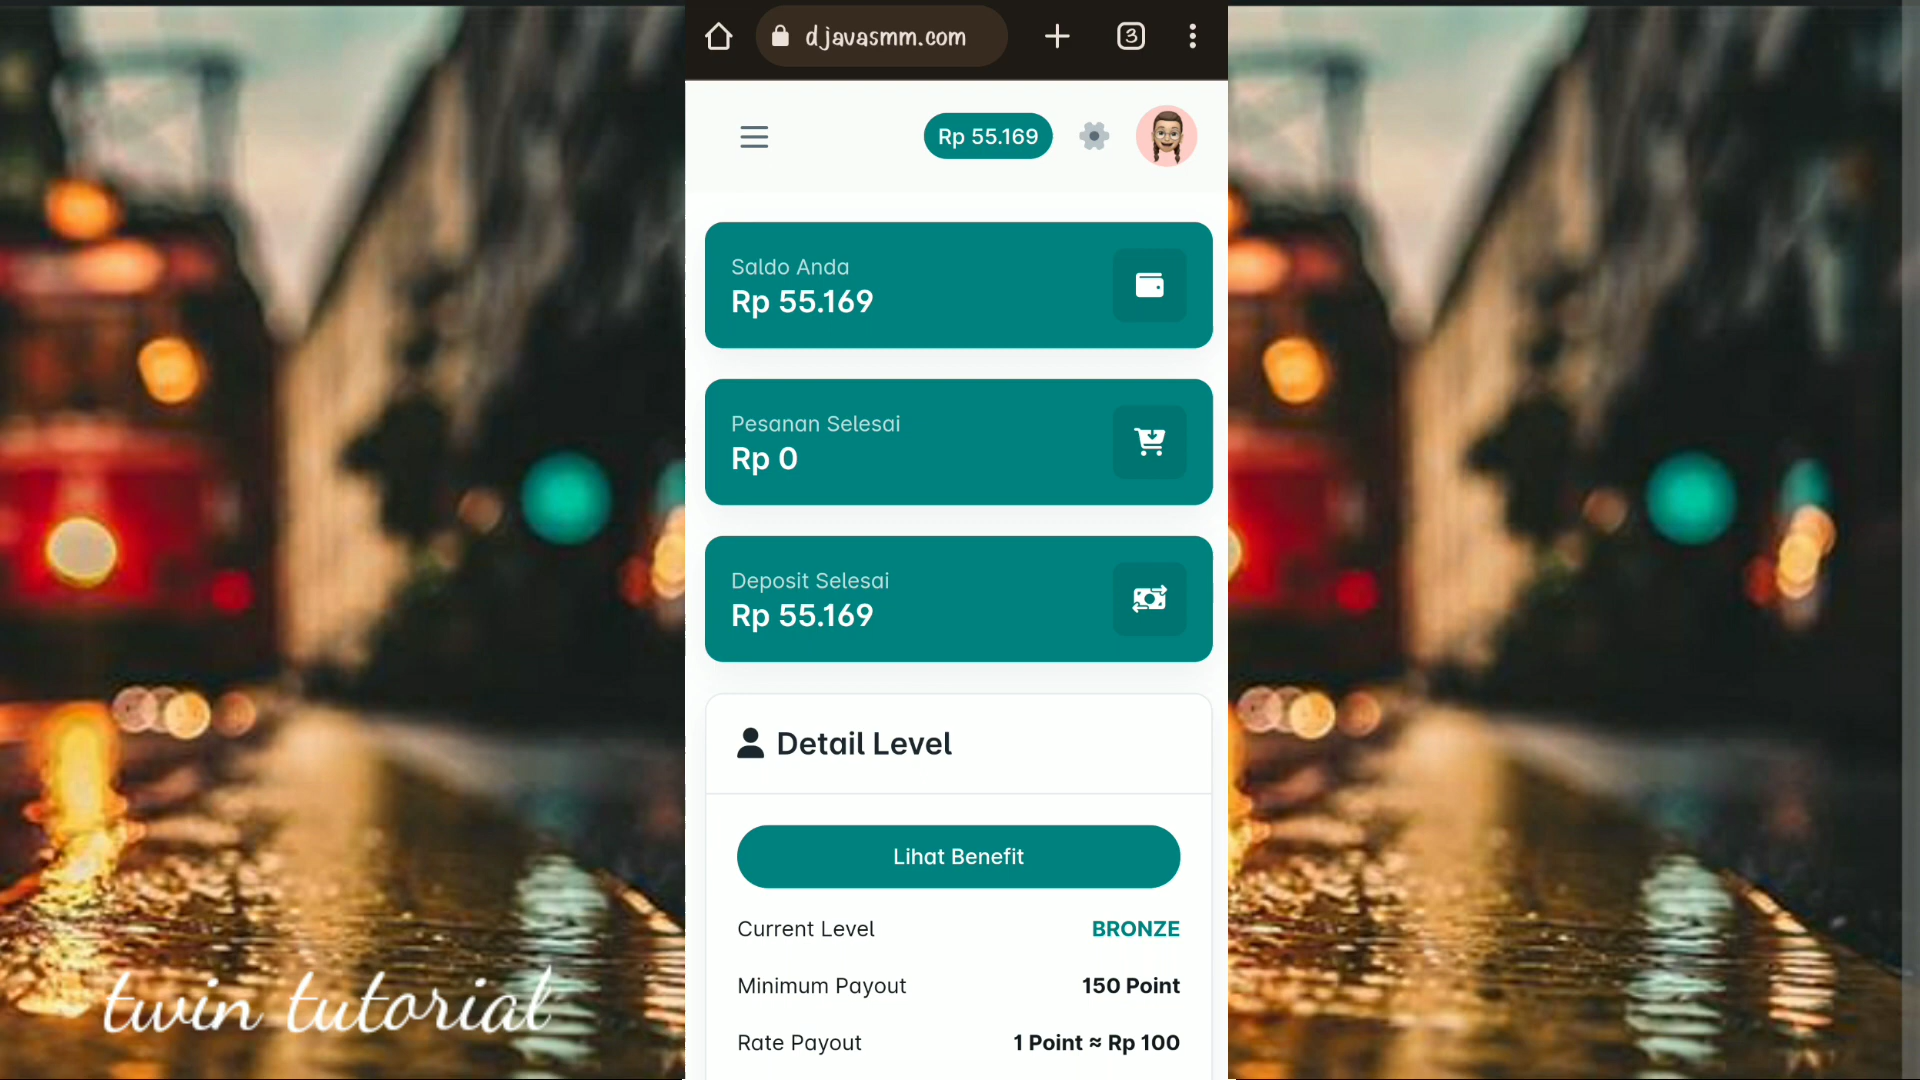 djavasmm.com
3
Rp 55.169
Saldo Anda
Rp 55.169
Pesanan Selesai
Rp 0
Deposit Selesai
Rp 55.169
Detail Level
Lihat Benefit
Current Level BRONZE
Minimum Payout 150 Point
Rate Payout 1 Point ≈ Rp 100
twin tutorial